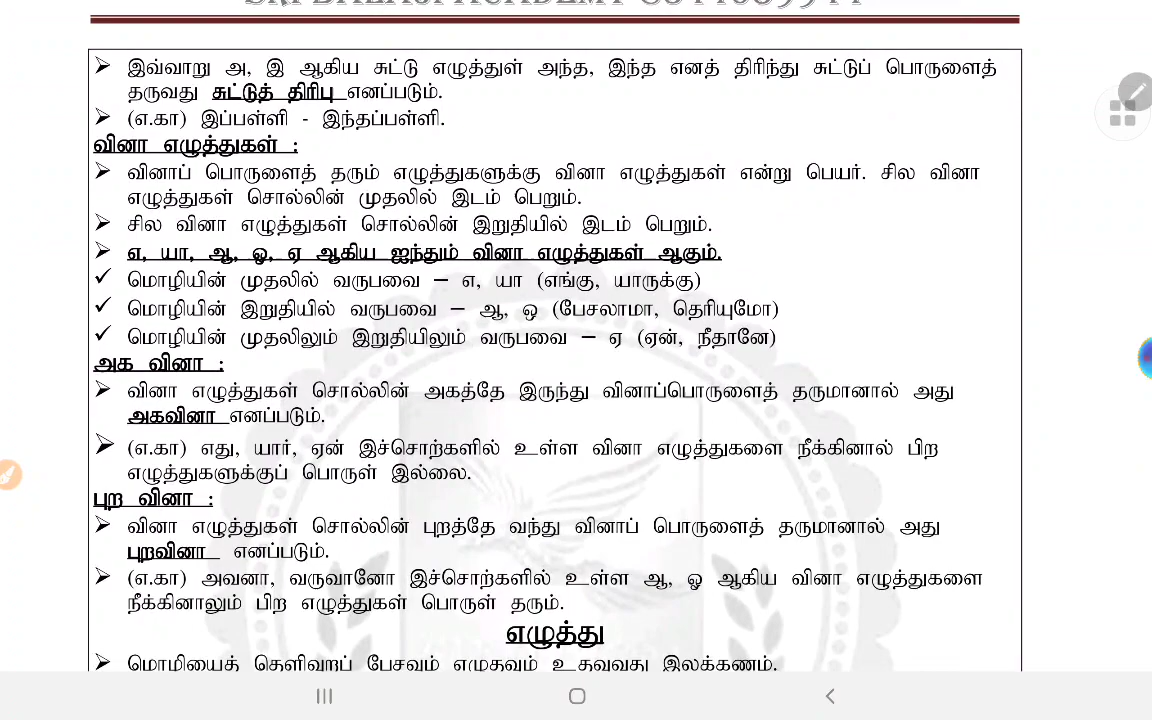 ➢ இவ்வாறு அ, இ ஆகிய சுட்டு எழுத்துள் அந்த, இந்த எனத் திரிந்து சுட்டுப் பொருளைத்
தருவது சுட்டுத் திரிபு எனப்படும்.
➢ (எ.கா) இப்பள்ளி - இந்தப்பள்ளி.
வினா எழுத்துகள் :
➢ வினாப் பொருளைத் தரும் எழுத்துகளுக்கு வினா எழுத்துகள் என்று பெயர். சில வினா
எழுத்துகள் சொல்லின் முதலில் இடம் பெறும்.
➢ சில வினா எழுத்துகள் சொல்லின் இறுதியில் இடம் பெறும்.
➢ எ, யா, ஆ, ஓ, ஏ ஆகிய ஐந்தும் வினா எழுத்துகள் ஆகும்.
✓ மொழியின் முதலில் வருபவை – எ, யா (எங்கு, யாருக்கு)
✓ மொழியின் இறுதியில் வருபவை – ஆ, ஒ (பேசலாமா, தெரியுமோ)
✓ மொழியின் முதலிலும் இறுதியிலும் வருபவை – ஏ (ஏன், நீதானே)
அக வினா :
➢ வினா எழுத்துகள் சொல்லின் அகத்தே இருந்து வினாப்பொருளைத் தருமானால் அது
அகவினா எனப்படும்.
➢ (எ.கா) எது, யார், ஏன் இச்சொற்களில் உள்ள வினா எழுத்துகளை நீக்கினால் பிற
எழுத்துகளுக்குப் பொருள் இல்லை.
புற வினா :
➢ வினா எழுத்துகள் சொல்லின் புறத்தே வந்து வினாப் பொருளைத் தருமானால் அது
புறவினா எனப்படும்.
➢ (எ.கா) அவனா, வருவானோ இச்சொற்களில் உள்ள ஆ, ஓ ஆகிய வினா எழுத்துகளை
நீக்கினாலும் பிற எழுத்துகள் பொருள் தரும்.
எழுத்து
➢ மொழியைத் தெளிவுறப் பேசவும் எழுதவும் உதவுவது இலக்கணம்.